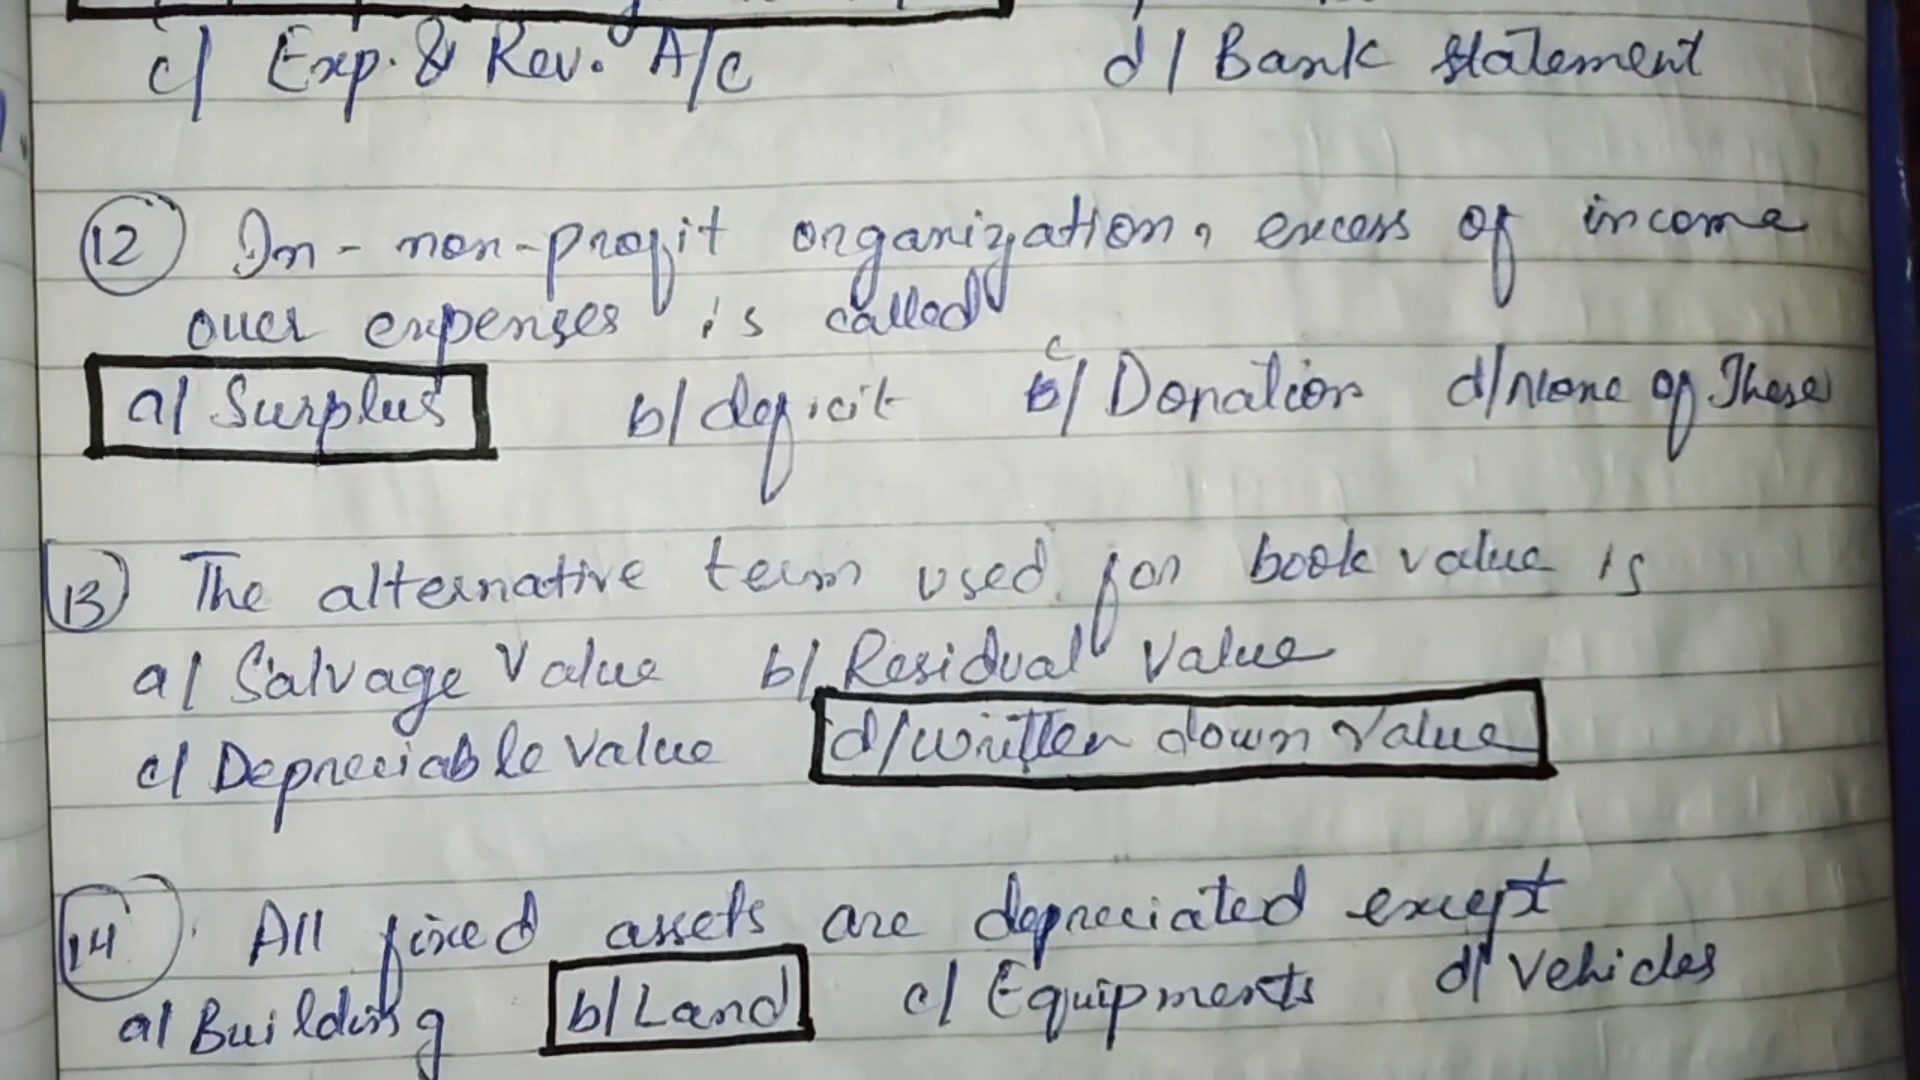 c/ Exp. & Rev. A/c d/ Bank statement
12 In-non-profit organization, excess of income
over expenses is called
a/ Surplus b/ deficit c/ Donation d/ None of These
13 The alternative term used for book value is
a/ Salvage Value b/ Residual Value
c/ Depreciable Value d/ written down Value
14 All fixed assets are depreciated except
a/ Building b/ Land c/ Equipments d/ Vehicles